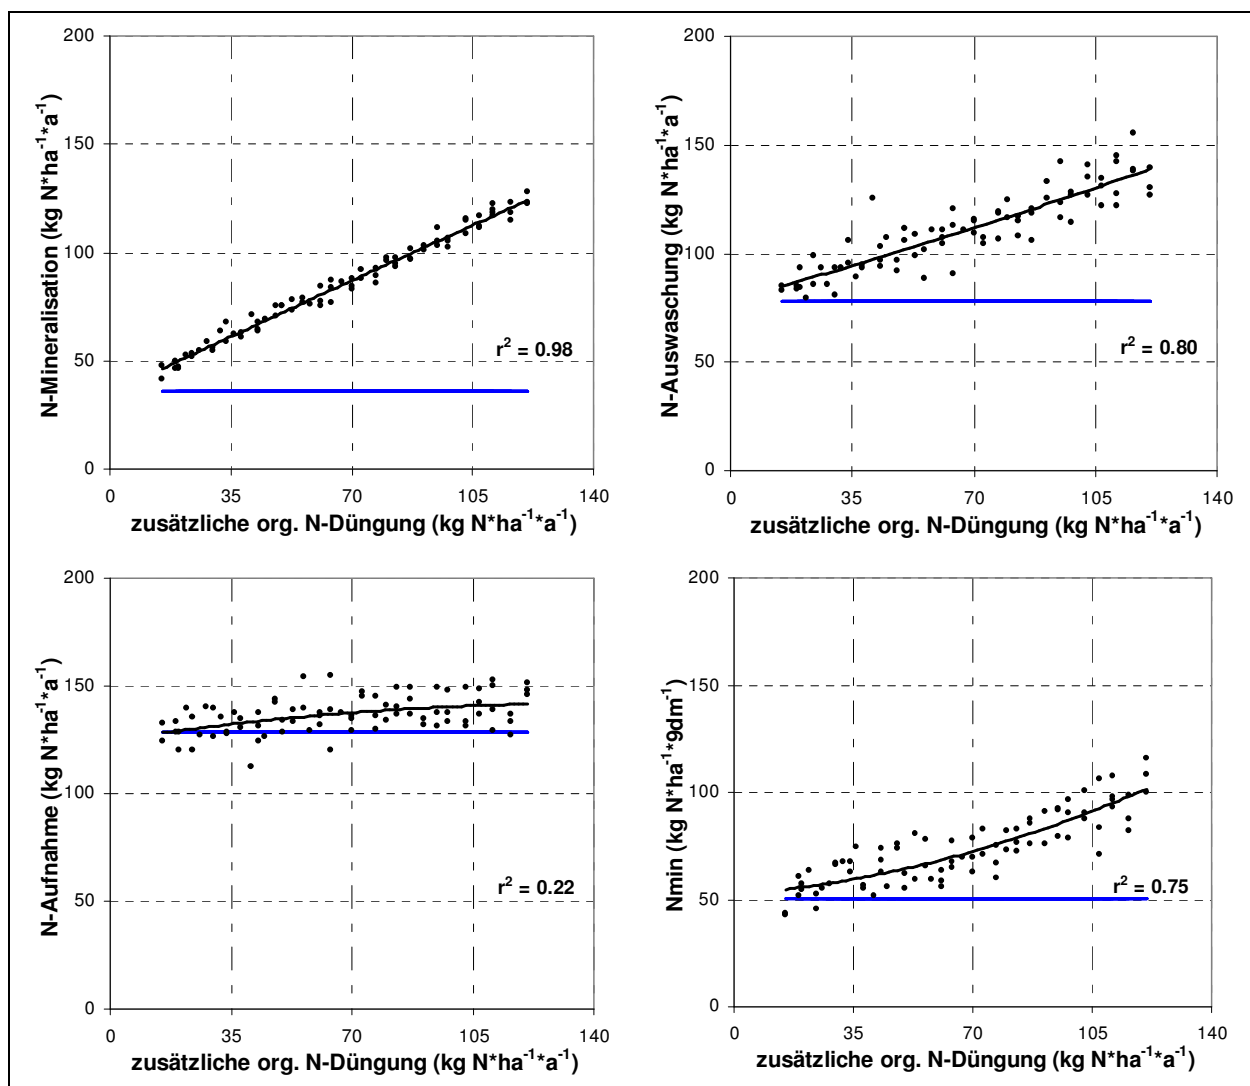 200
150
100
50
0
N-Mineralisation (kg N*ha-1*a-1)
r2 = 0.98
0 35 70 105 140
zusätzliche org. N-Düngung (kg N*ha-1*a-1)
200
150
100
50
0
N-Auswaschung (kg N*ha-1*a-1)
r2 = 0.80
0 35 70 105 140
zusätzliche org. N-Düngung (kg N*ha-1*a-1)
200
150
100
50
0
N-Aufnahme (kg N*ha-1*a-1)
r2 = 0.22
0 35 70 105 140
zusätzliche org. N-Düngung (kg N*ha-1*a-1)
200
150
100
50
0
Nmin (kg N*ha-1*9dm-1)
r2 = 0.75
0 35 70 105 140
zusätzliche org. N-Düngung (kg N*ha-1*a-1)